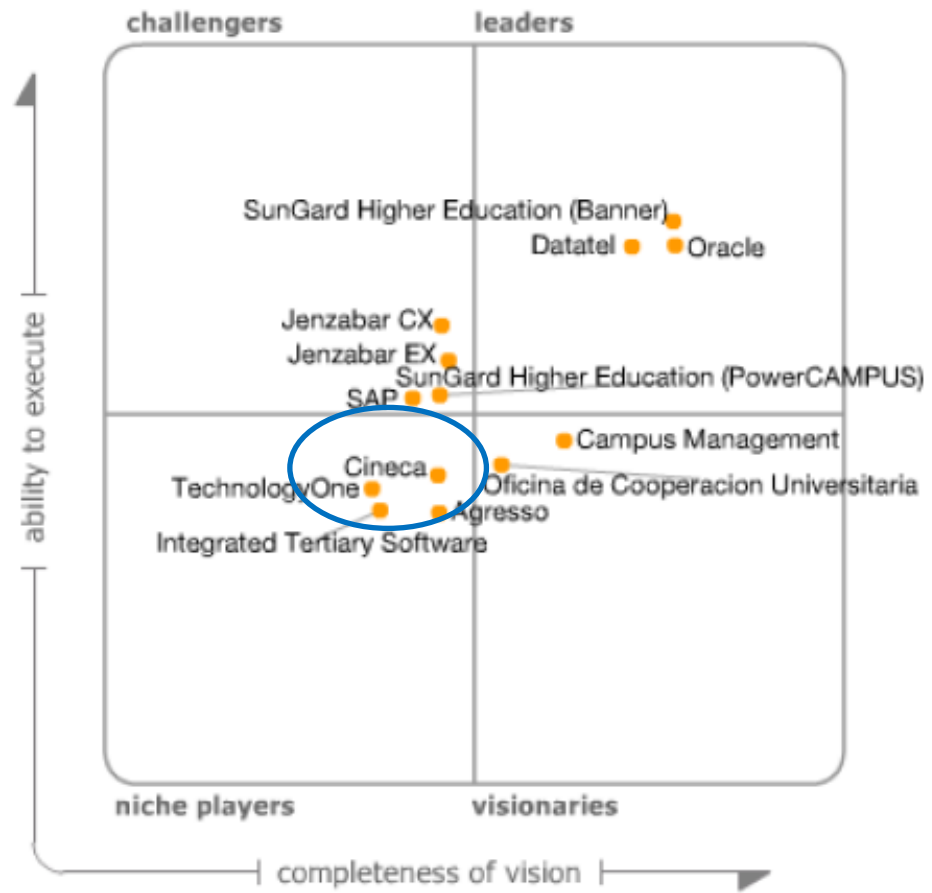 challengers
leaders
SunGard Higher Education (Banner)
Datatel
Oracle
Jenzabar CX
Jenzabar EX
SunGard Higher Education (PowerCAMPUS)
SAP
Campus Management
Cineca
TechnologyOne
Oficina de Cooperacion Universitaria
Agresso
Integrated Tertiary Software
niche players
visionaries
ability to execute
completeness of vision